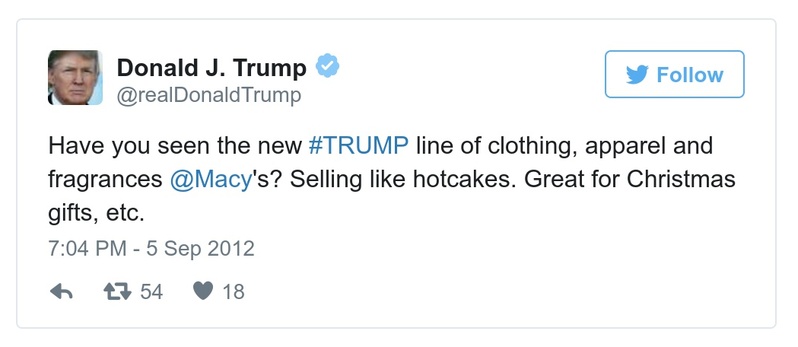 Donald J. Trump
@realDonaldTrump
Follow
Have you seen the new #TRUMP line of clothing, apparel and
fragrances @Macy's? Selling like hotcakes. Great for Christmas
gifts, etc.
7:04 PM - 5 Sep 2012
54 18